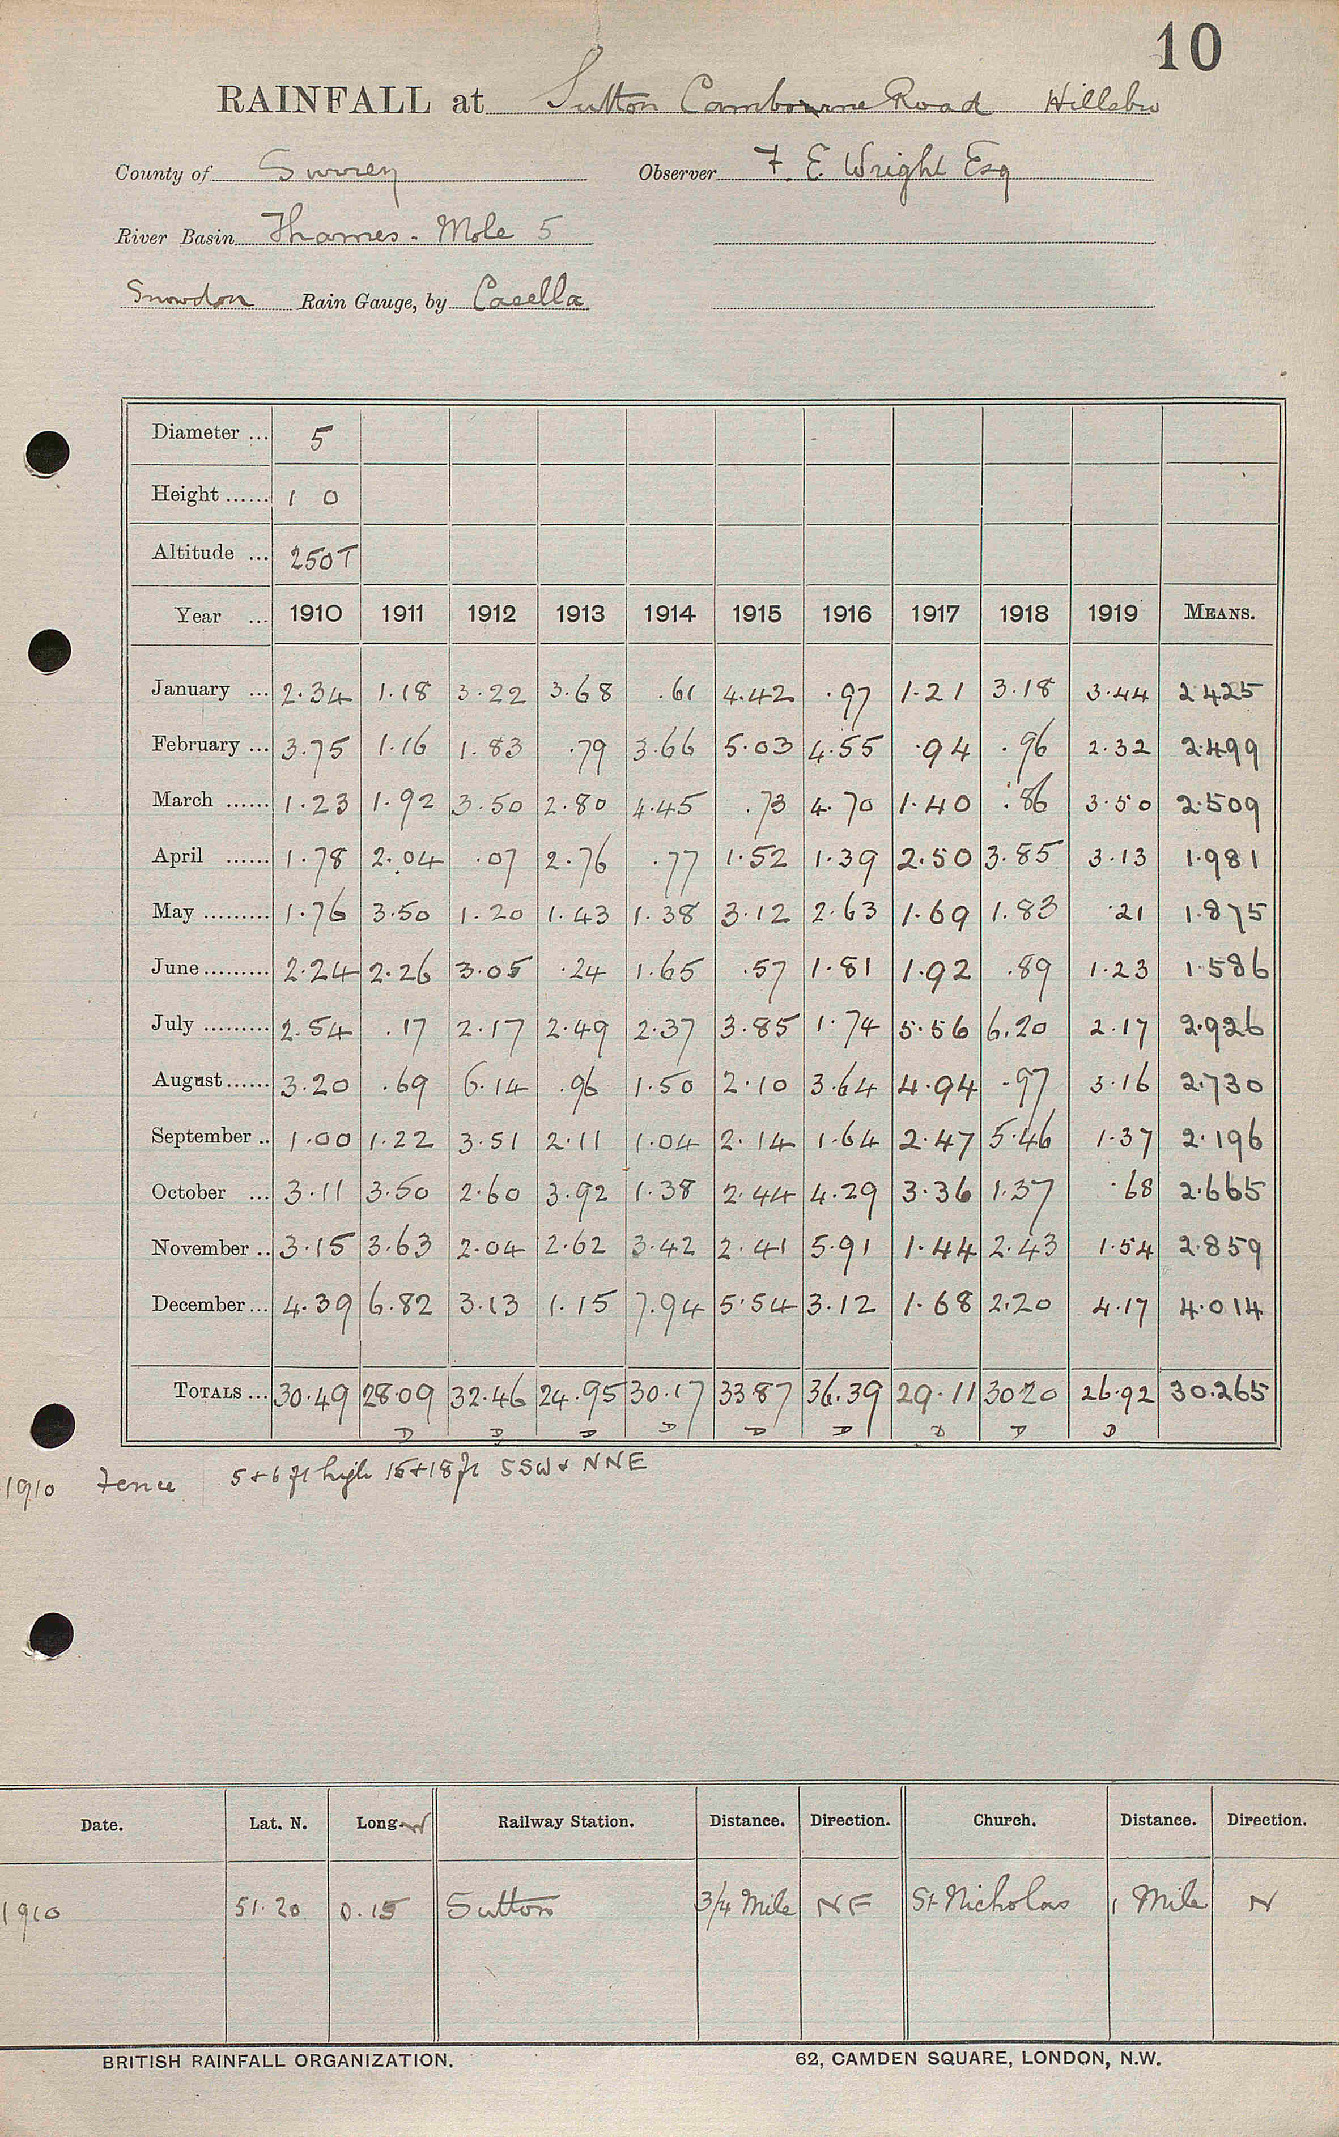 10
RAINFALL at Sutton Cambourne Road Hillsbro
County of Surrey Observer F. E. Wright Esq
River Basin Thames - Mole 5
Snowdon Rain Gauge, by Casella
Diameter ... 5
Height ...... 1 0
Altitude ... 250T
Year ... 1910 1911 1912 1913 1914 1915 1916 1917 1918 1919 MEANS.
January ... 2.34 1.18 3.22 3.68 .61 4.42 .97 1.21 3.18 3.44 2.425
February ... 3.75 1.16 1.83 .79 3.66 5.03 4.55 .94 .96 2.32 2.499
March ...... 1.23 1.92 3.50 2.80 4.45 .73 4.70 1.40 .86 3.50 2.509
April ...... 1.78 2.04 .07 2.76 .77 1.52 1.39 2.50 3.85 3.13 1.981
May ......... 1.76 3.50 1.20 1.43 1.38 3.12 2.63 1.69 1.83 .21 1.875
June ......... 2.24 2.26 3.05 .24 1.65 .57 1.81 1.92 .89 1.23 1.586
July ......... 2.54 .17 2.17 2.49 2.37 3.85 1.74 5.56 6.20 2.17 2.926
August ...... 3.20 .69 6.14 .96 1.50 2.10 3.64 4.94 .97 3.16 2.730
September .. 1.00 1.22 3.51 2.11 1.04 2.14 1.64 2.47 5.46 1.37 2.196
October ... 3.11 3.50 2.60 3.92 1.38 2.44 4.29 3.36 1.37 .68 2.665
November .. 3.15 3.63 2.04 2.62 3.42 2.41 5.91 1.44 2.43 1.54 2.859
December ... 4.39 6.82 3.13 1.15 7.94 5.54 3.12 1.68 2.20 4.17 4.014
TOTALS ... 30.49 28.09 32.46 24.95 30.17 33.87 36.39 29.11 30.20 26.92 30.265
D D D D D D D D D
1910 Fence 5+6 ft high 15+18 ft SSW & NNE
Date. Lat. N. Long. W Railway Station. Distance. Direction. Church. Distance. Direction.
1910 51.20 0.15 Sutton 3/4 Mile NE St Nicholas 1 Mile N
BRITISH RAINFALL ORGANIZATION. 62, CAMDEN SQUARE, LONDON, N.W.